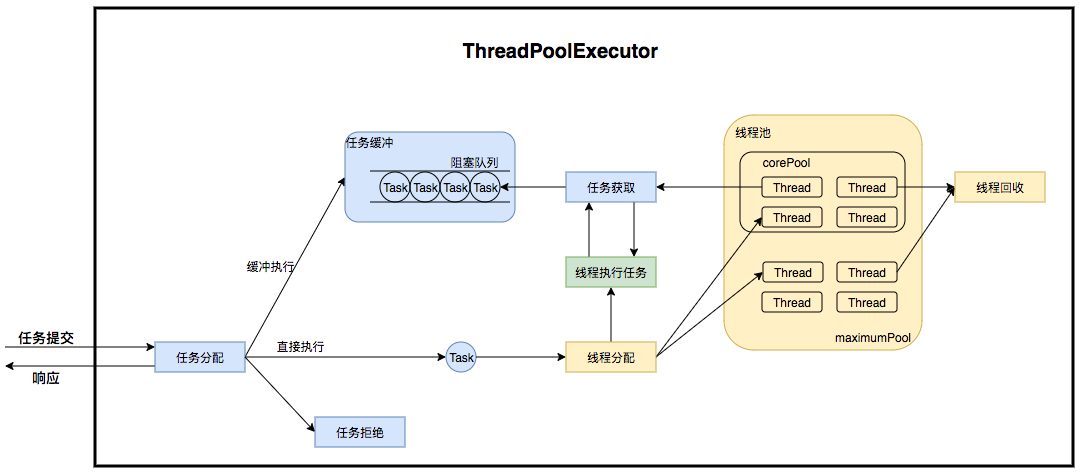 ThreadPoolExecutor
任务缓冲
阻塞队列
Task
Task
Task
Task
任务获取
线程池
corePool
Thread
Thread
Thread
Thread
Thread
Thread
Thread
Thread
maximumPool
线程回收
缓冲执行
线程执行任务
任务提交
响应
任务分配
直接执行
Task
线程分配
任务拒绝